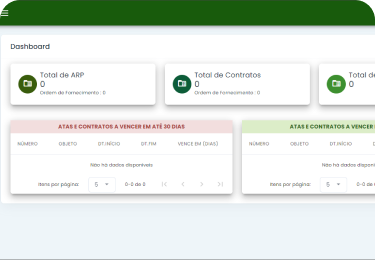 Dashboard
Total de ARP
0
Ordem de Fornecimento : 0
Total de Contratos
0
Ordem de Fornecimento : 0
Total de
0
ATAS E CONTRATOS A VENCER EM ATÉ 30 DIAS
NÚMERO OBJETO DT.INÍCIO DT.FIM VENCE EM (DIAS)
Não há dados disponíveis
Itens por página: 5 0-0 de 0
ATAS E CONTRATOS A VENCER
NÚMERO OBJETO DT.INÍCIO DT.
Não há dados disponí
Itens por página: 5 0-0 de